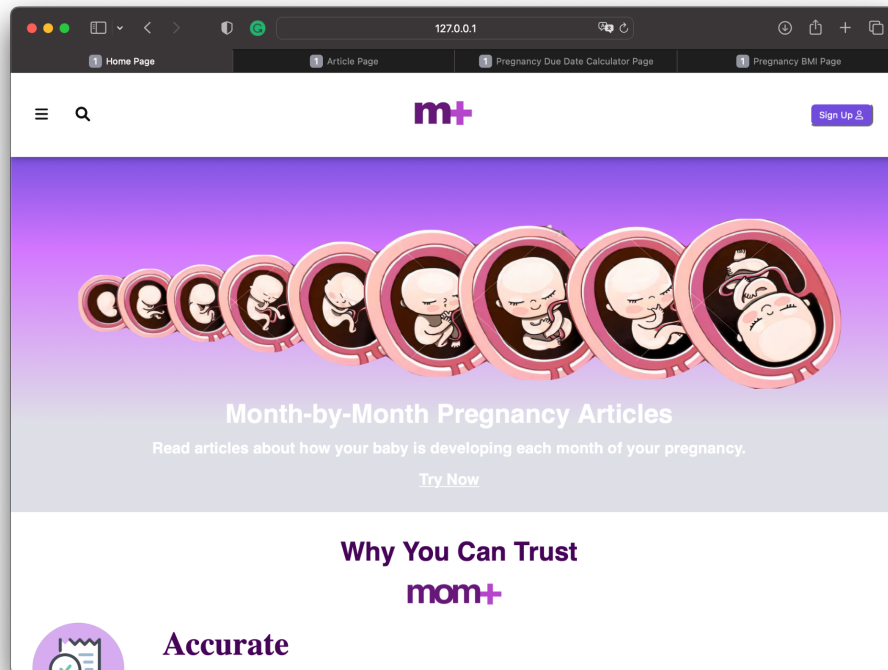 127.0.0.1
1 Home Page
1 Article Page
1 Pregnancy Due Date Calculator Page
1 Pregnancy BMI Page
m+
Sign Up
Month-by-Month Pregnancy Articles
Read articles about how your baby is developing each month of your pregnancy.
Try Now
Why You Can Trust
mom+
Accurate